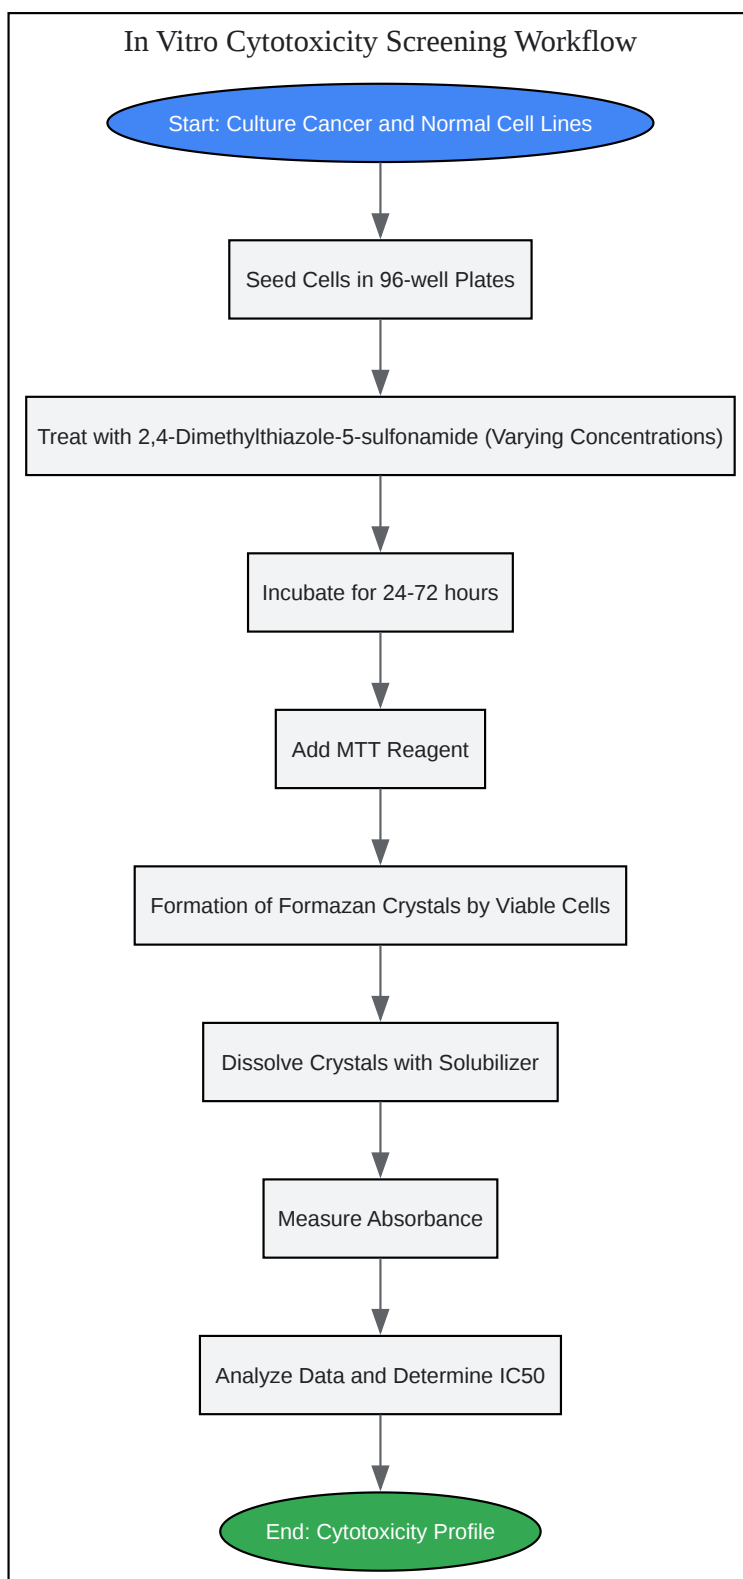 In Vitro Cytotoxicity Screening Workflow
Start: Culture Cancer and Normal Cell Lines
Seed Cells in 96-well Plates
Treat with 2,4-Dimethylthiazole-5-sulfonamide (Varying Concentrations)
Incubate for 24-72 hours
Add MTT Reagent
Formation of Formazan Crystals by Viable Cells
Dissolve Crystals with Solubilizer
Measure Absorbance
Analyze Data and Determine IC50
End: Cytotoxicity Profile